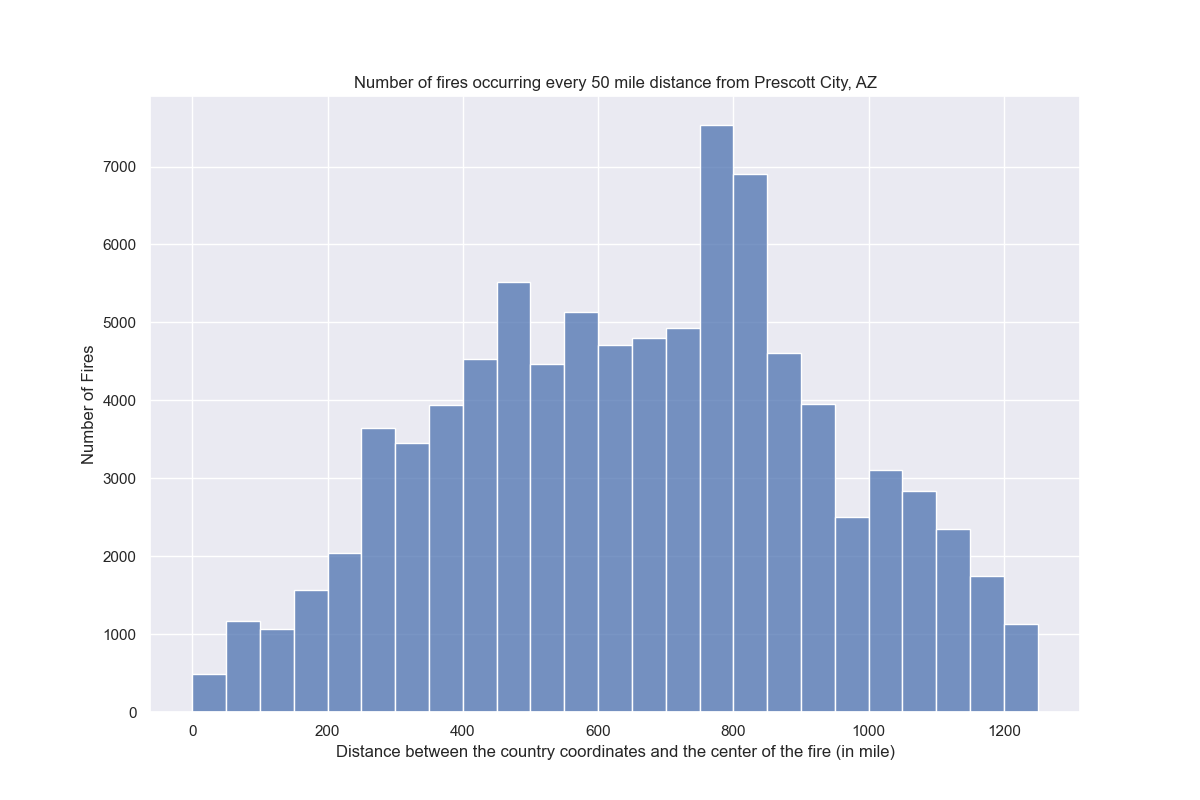 Number of fires occurring every 50 mile distance from Prescott City, AZ
Number of Fires
7000
6000
5000
4000
3000
2000
1000
0
0 200 400 600 800 1000 1200
Distance between the country coordinates and the center of the fire (in mile)